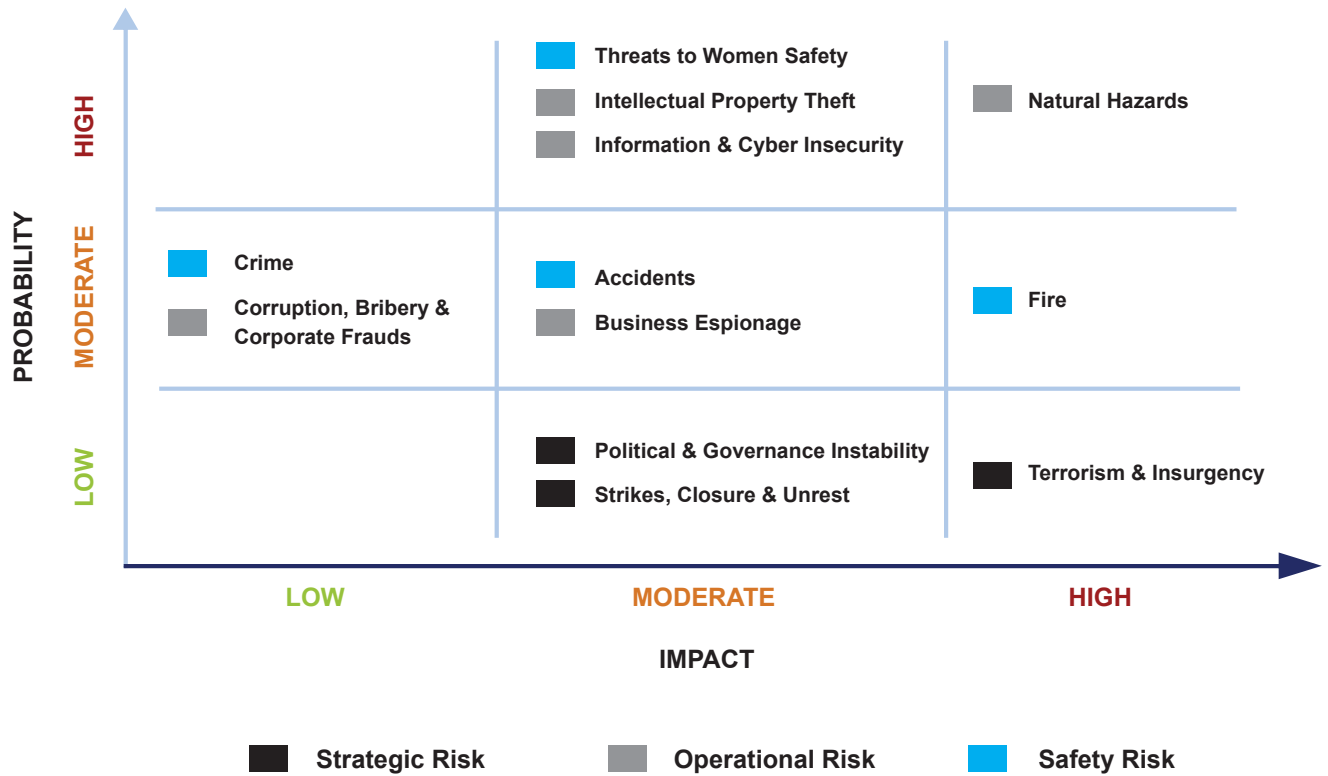 PROBABILITY
HIGH
MODERATE
LOW
Threats to Women Safety
Intellectual Property Theft
Information & Cyber Insecurity
Natural Hazards
Crime
Corruption, Bribery &
Corporate Frauds
Accidents
Business Espionage
Fire
Political & Governance Instability
Strikes, Closure & Unrest
Terrorism & Insurgency
LOW
MODERATE
HIGH
IMPACT
Strategic Risk
Operational Risk
Safety Risk